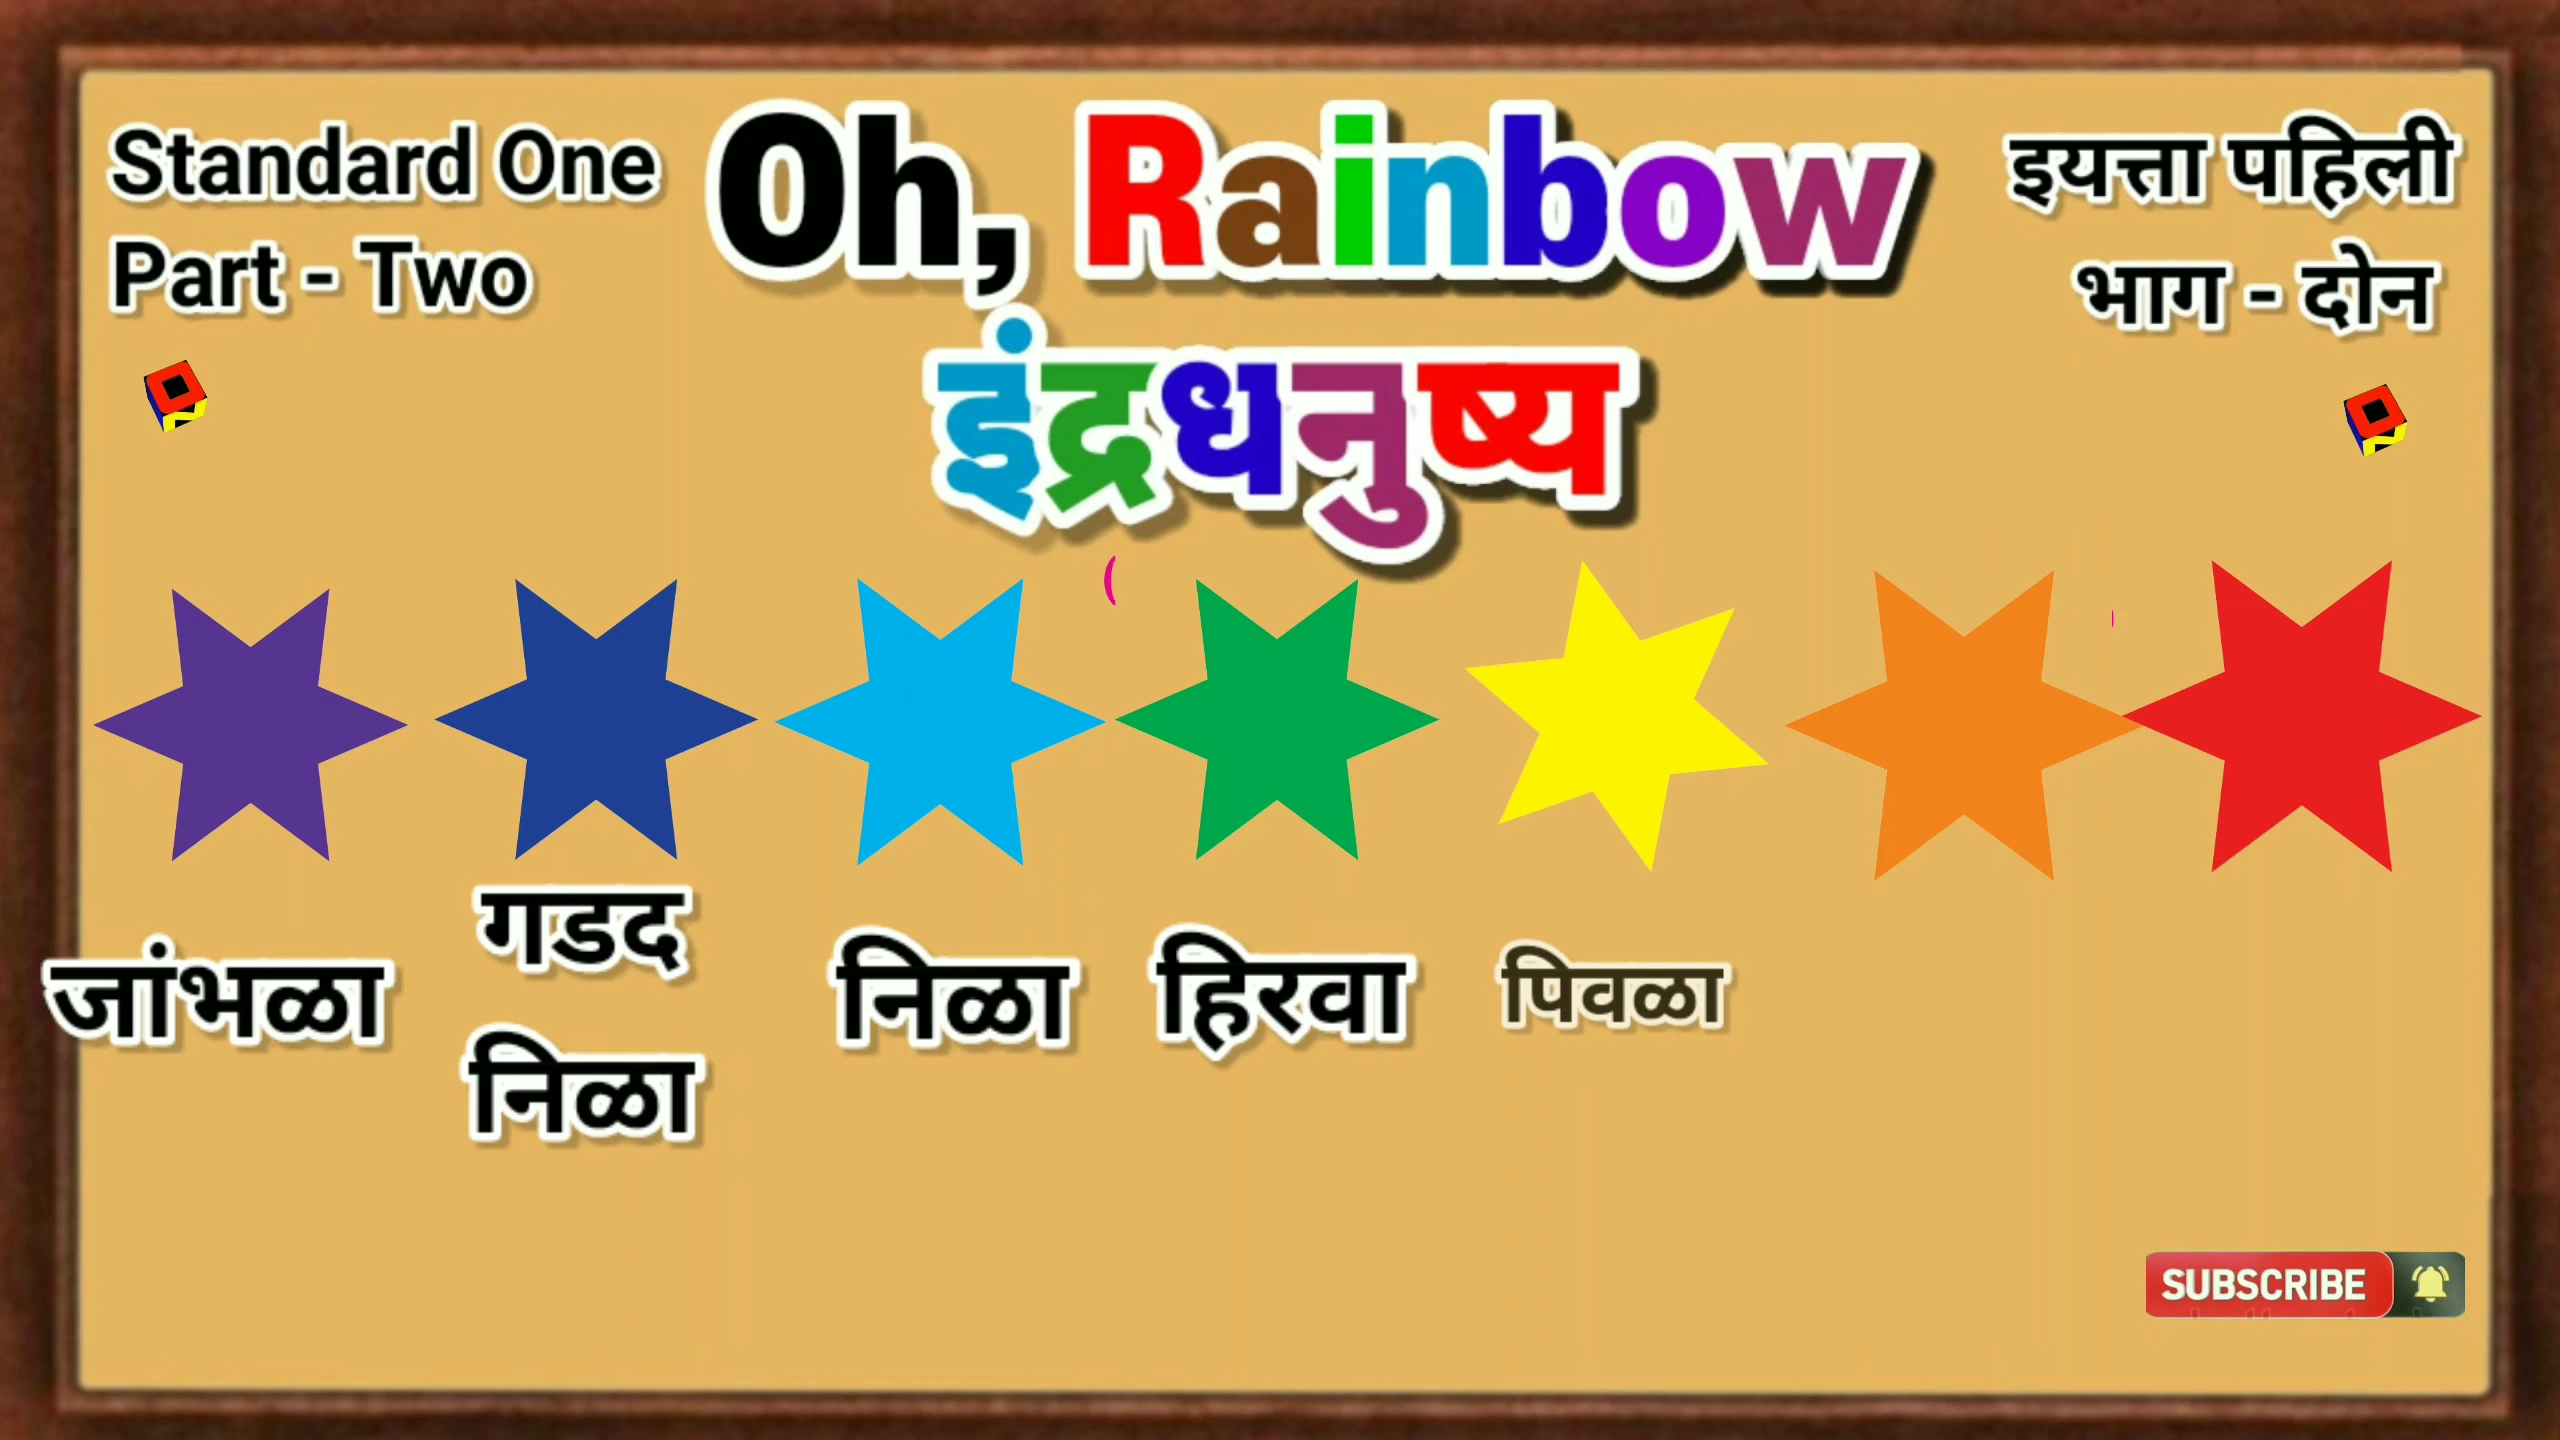 Standard One
Part - Two
Oh, Rainbow
इंद्रधनुष्य
इयत्ता पहिली
भाग - दोन
जांभळा
गडद
निळा
निळा
हिरवा
पिवळा
SUBSCRIBE